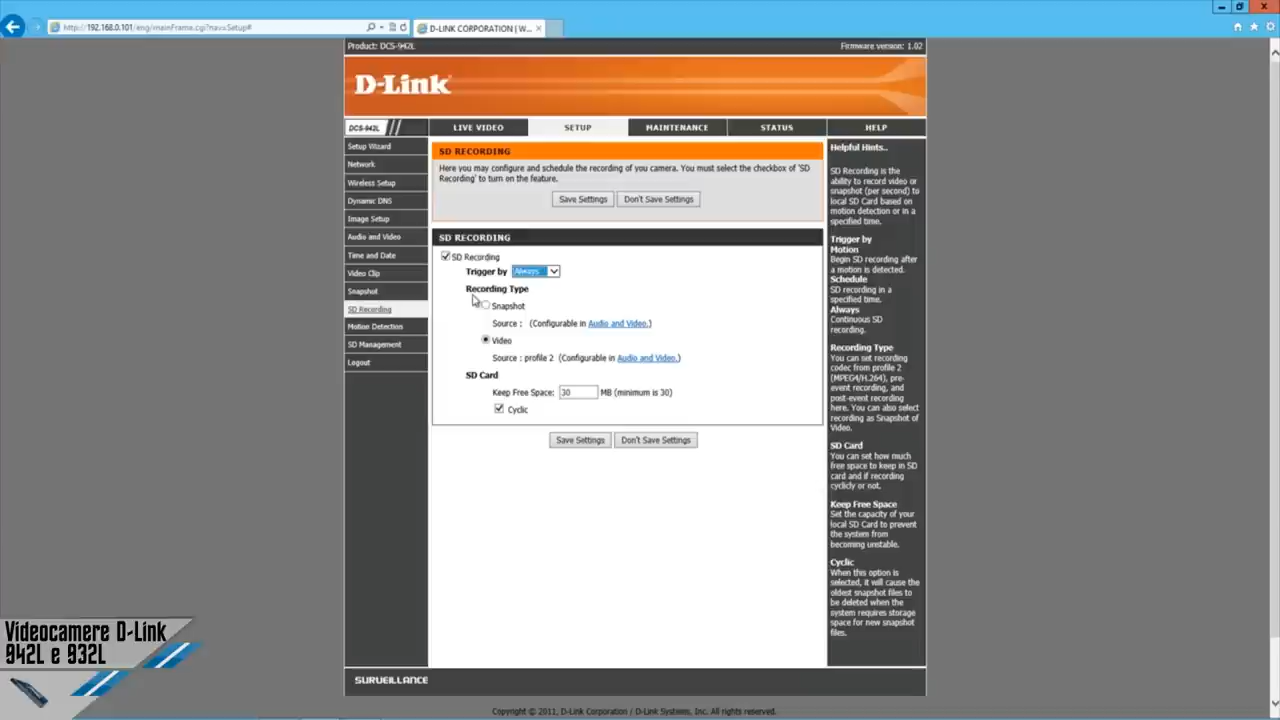 http://192.168.0.101/eng/mainFrame.cgi?nav=Setup#
D-LINK CORPORATION | W...
Product: DCS-942L
Firmware version: 1.02
D-Link
DCS-942L
LIVE VIDEO
SETUP
MAINTENANCE
STATUS
HELP
Setup Wizard
Network
Wireless Setup
Dynamic DNS
Image Setup
Audio and Video
Time and Date
Video Clip
Snapshot
SD Recording
Motion Detection
SD Management
Logout
SD RECORDING
Here you may configure and schedule the recording of you camera. You must select the checkbox of 'SD
Recording' to turn on the feature.
Save Settings
Don't Save Settings
SD RECORDING
SD Recording
Trigger by
Always
Recording Type
Snapshot
Source : (Configurable in Audio and Video.)
Video
Source : profile 2 (Configurable in Audio and Video.)
SD Card
Keep Free Space: 30 MB (minimum is 30)
Cyclic
Save Settings
Don't Save Settings
Helpful Hints..
SD Recording is the
ability to record video or
snapshot (per second) to
local SD Card based on
motion detection or in a
specified time.
Trigger by
Motion
Begin SD recording after
a motion is detected.
Schedule
SD recording in a
specified time.
Always
Continuous SD
recording.
Recording Type
You can set recording
codec from profile 2
(MPEG4/H.264), pre-
event recording, and
post-event recording
here. You can also select
recording as Snapshot of
Video.
SD Card
You can set how much
free space to keep in SD
card and if recording
cyclicly or not.
Keep Free Space
Set the capacity of your
local SD Card to prevent
the system from
becoming unstable.
Cyclic
When this option is
selected, it will cause the
oldest snapshot files to
be deleted when the
system requires storage
space for new snapshot
files.
SURVEILLANCE
Copyright © 2011, D-Link Corporation / D-Link Systems, Inc. All rights reserved.
Videocamere D-Link
942L e 932L